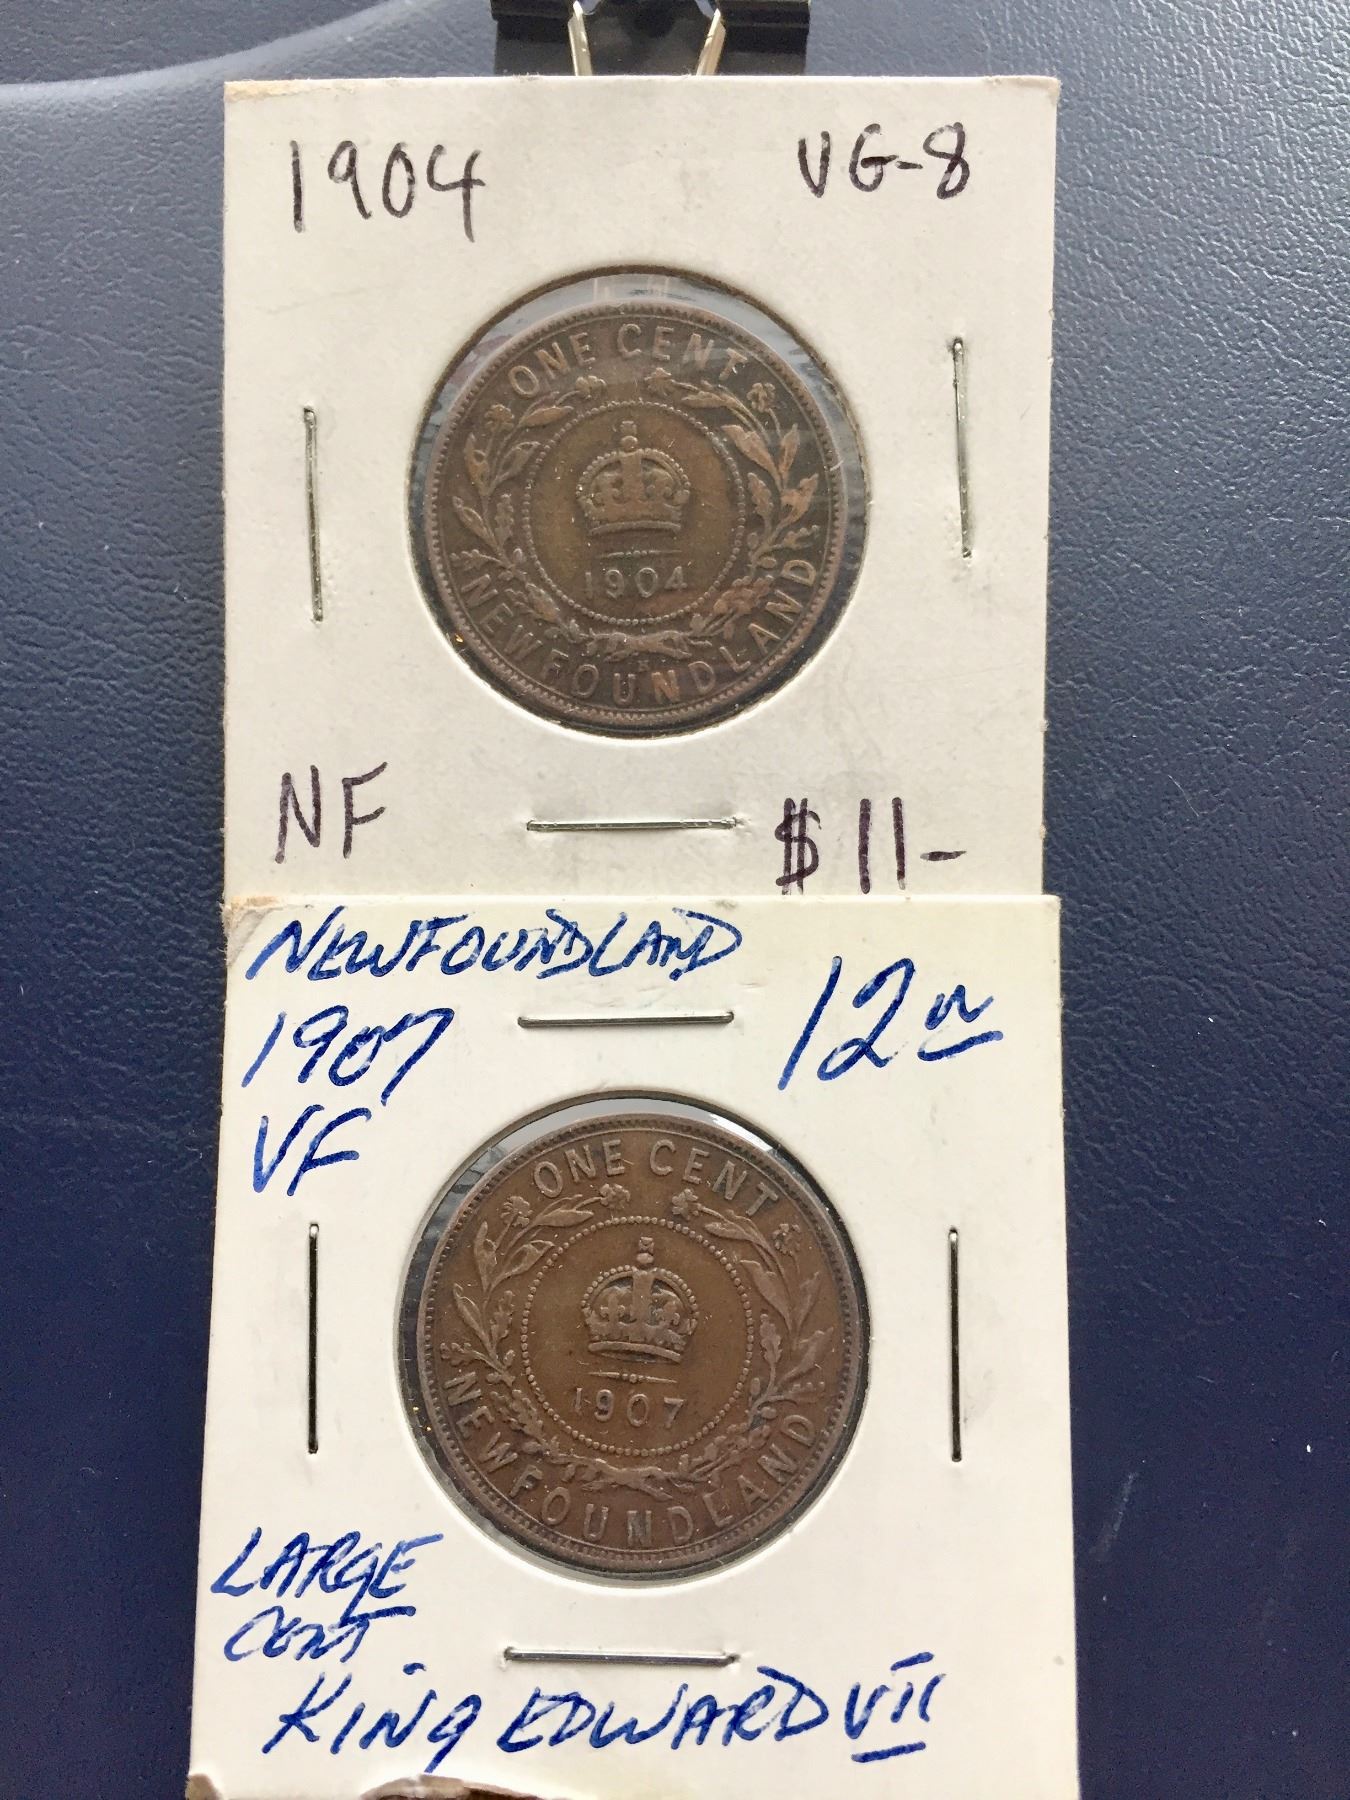 1904 VG-8
ONE CENT
1904
H
NEWFOUNDLAND
NF $11-
NEWFOUNDLAND
1907 12
VF
ONE CENT
1907
NEWFOUNDLAND
LARGE
CENT
KING EDWARD VII